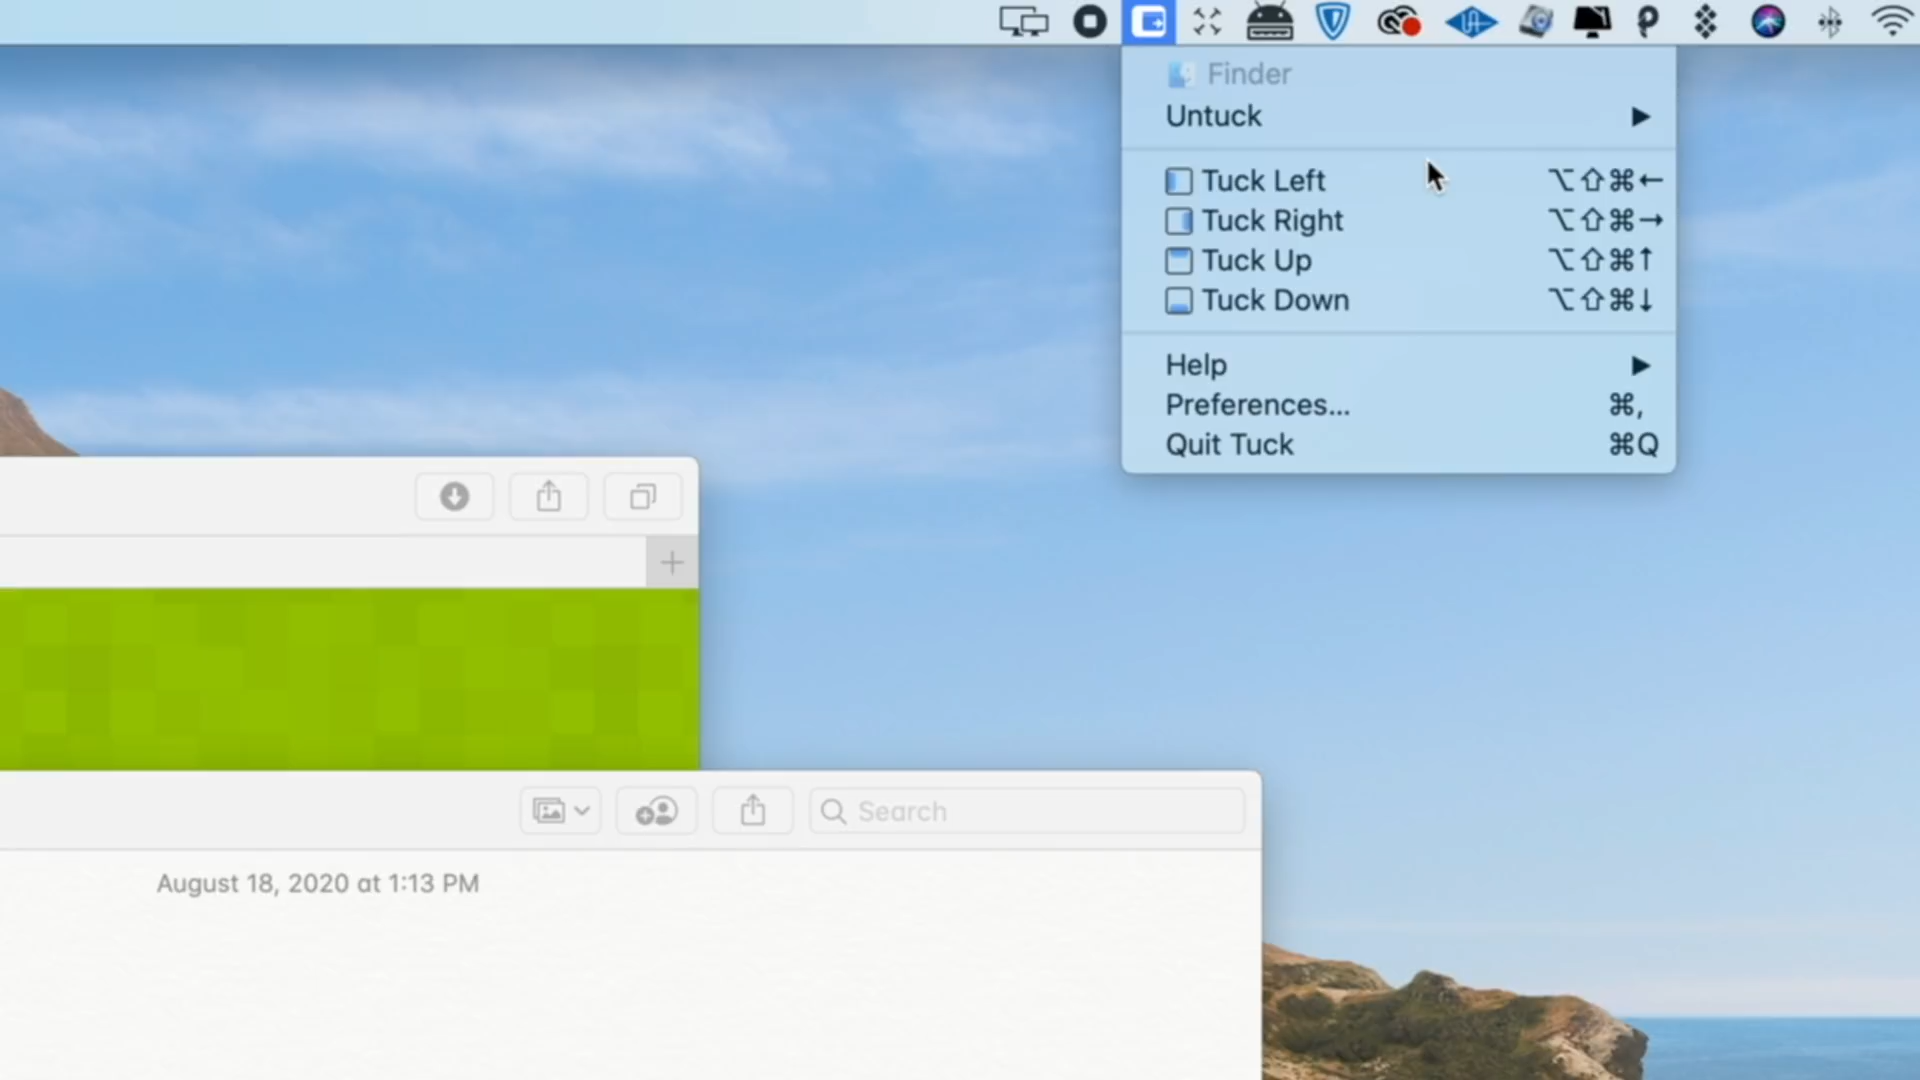 Finder
Untuck ▶
Tuck Left ⌥⇧⌘←
Tuck Right ⌥⇧⌘→
Tuck Up ⌥⇧⌘↑
Tuck Down ⌥⇧⌘↓
Help ▶
Preferences... ⌘,
Quit Tuck ⌘Q
Search
August 18, 2020 at 1:13 PM